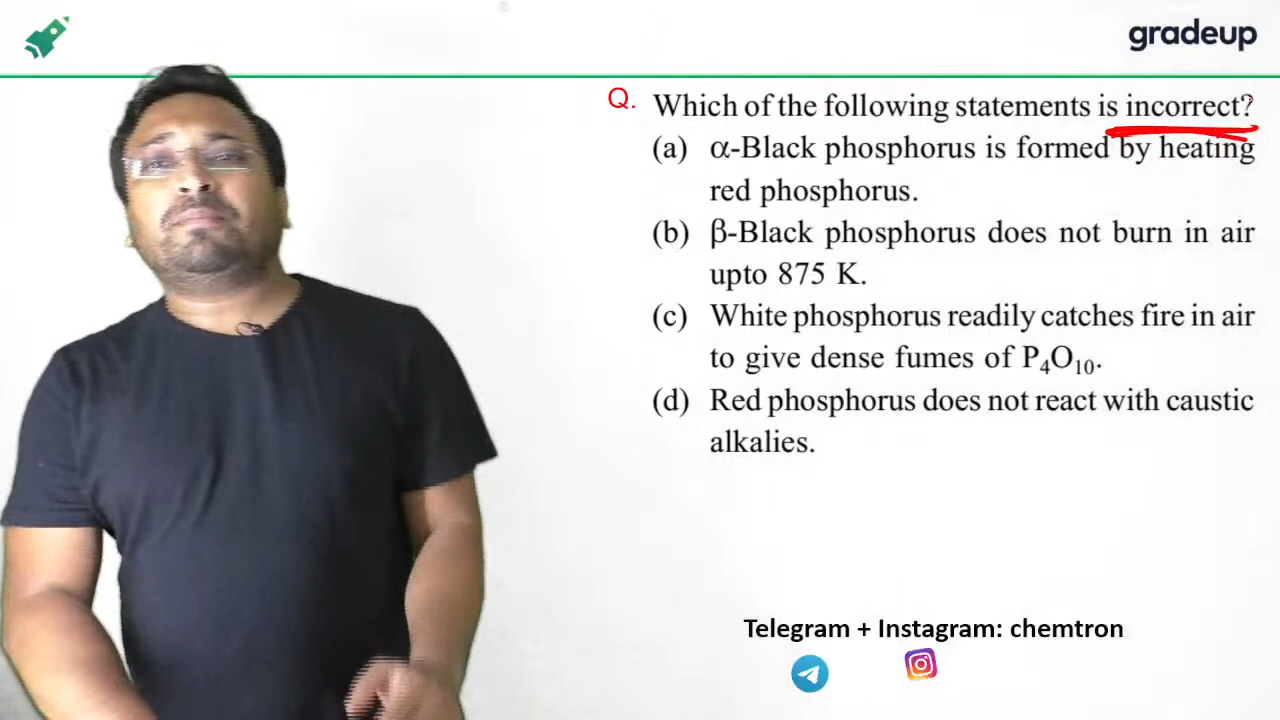 gradeup
Q. Which of the following statements is incorrect?
(a) α-Black phosphorus is formed by heating
red phosphorus.
(b) β-Black phosphorus does not burn in air
upto 875 K.
(c) White phosphorus readily catches fire in air
to give dense fumes of P₄O₁₀.
(d) Red phosphorus does not react with caustic
alkalies.
Telegram + Instagram: chemtron